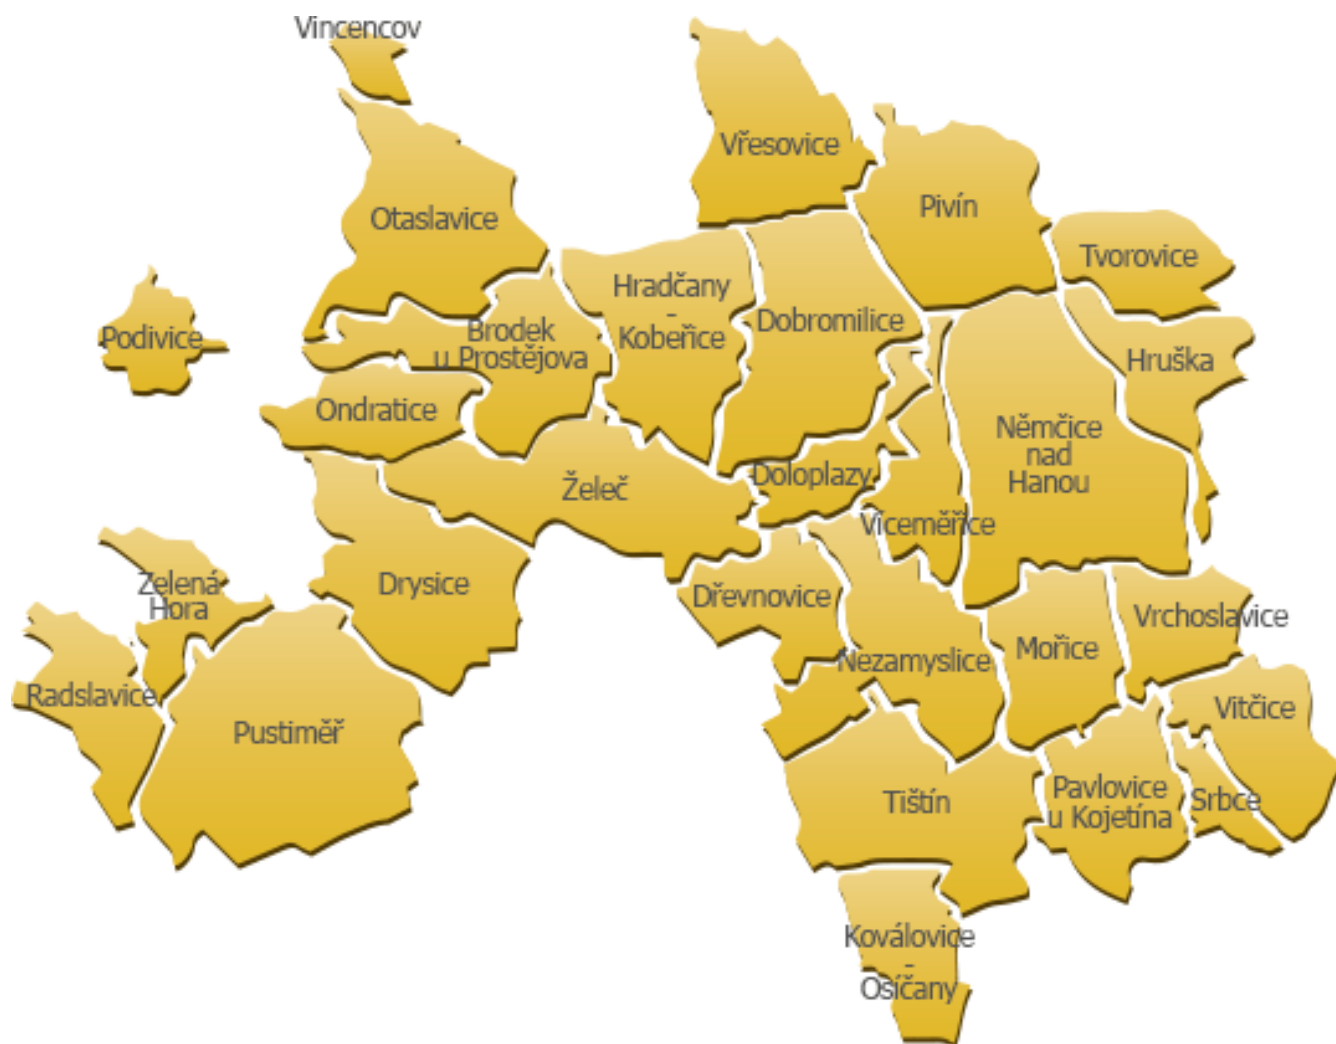 Vincencov
Vřesovice
Otaslavice
Pivín
Tvorovice
Hradčany
-
Kobeřice
Dobromilice
Podivice
Brodek
u Prostějova
Hruška
Ondratice
Němčice
nad
Hanou
Doloplazy
Želeč
Víceměřice
Zelená
Hora
Drysice
Dřevnovice
Vrchoslavice
Mořice
Nezamyslice
Radslavice
Vitčice
Pustiměř
Pavlovice
u Kojetína
Srbce
Tištín
Koválovice
-
Osíčany